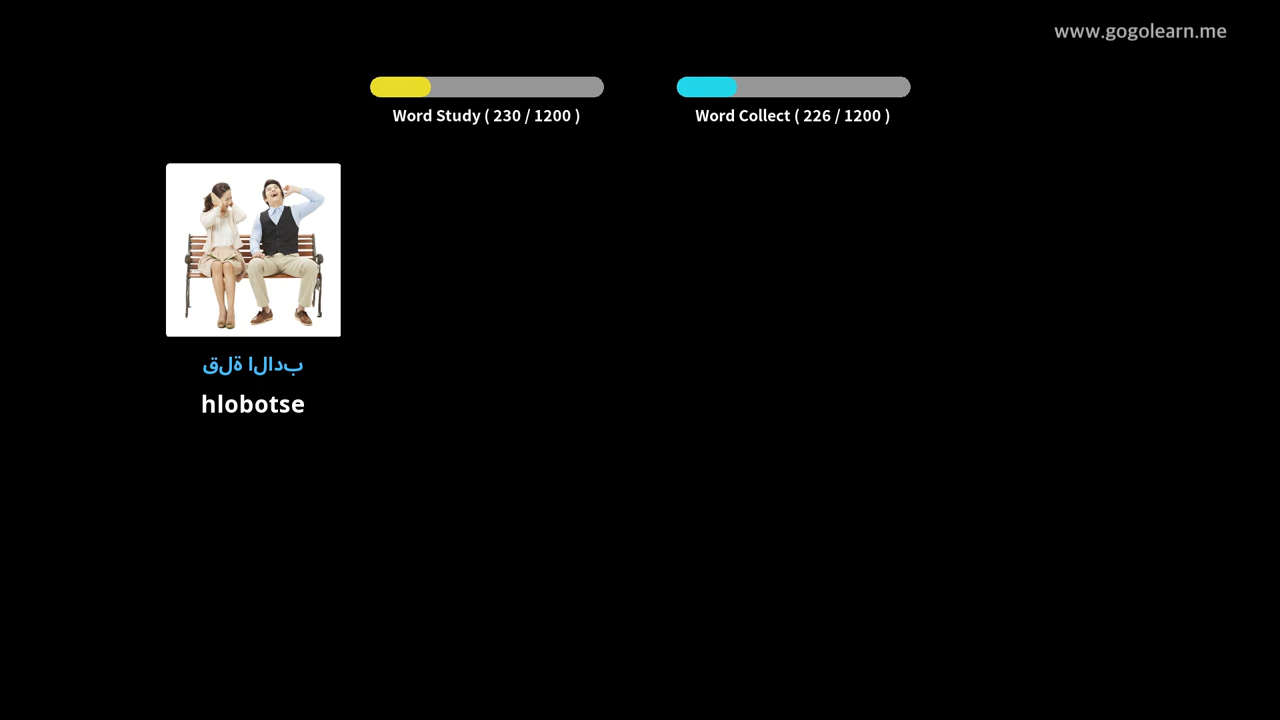 www.gogolearn.me
Word Study ( 230 / 1200 )
Word Collect ( 226 / 1200 )
قلة الادب
hlobotse